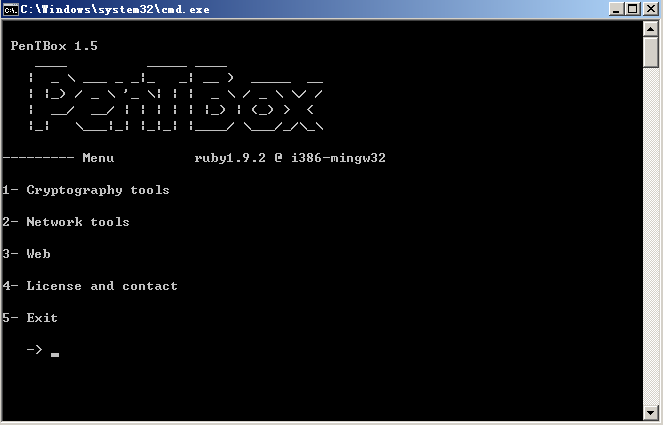 C:\Windows\system32\cmd.exe
PenTBox 1.5
PenTBox
--------- Menu          ruby1.9.2 @ i386-mingw32
1- Cryptography tools
2- Network tools
3- Web
4- License and contact
5- Exit
->